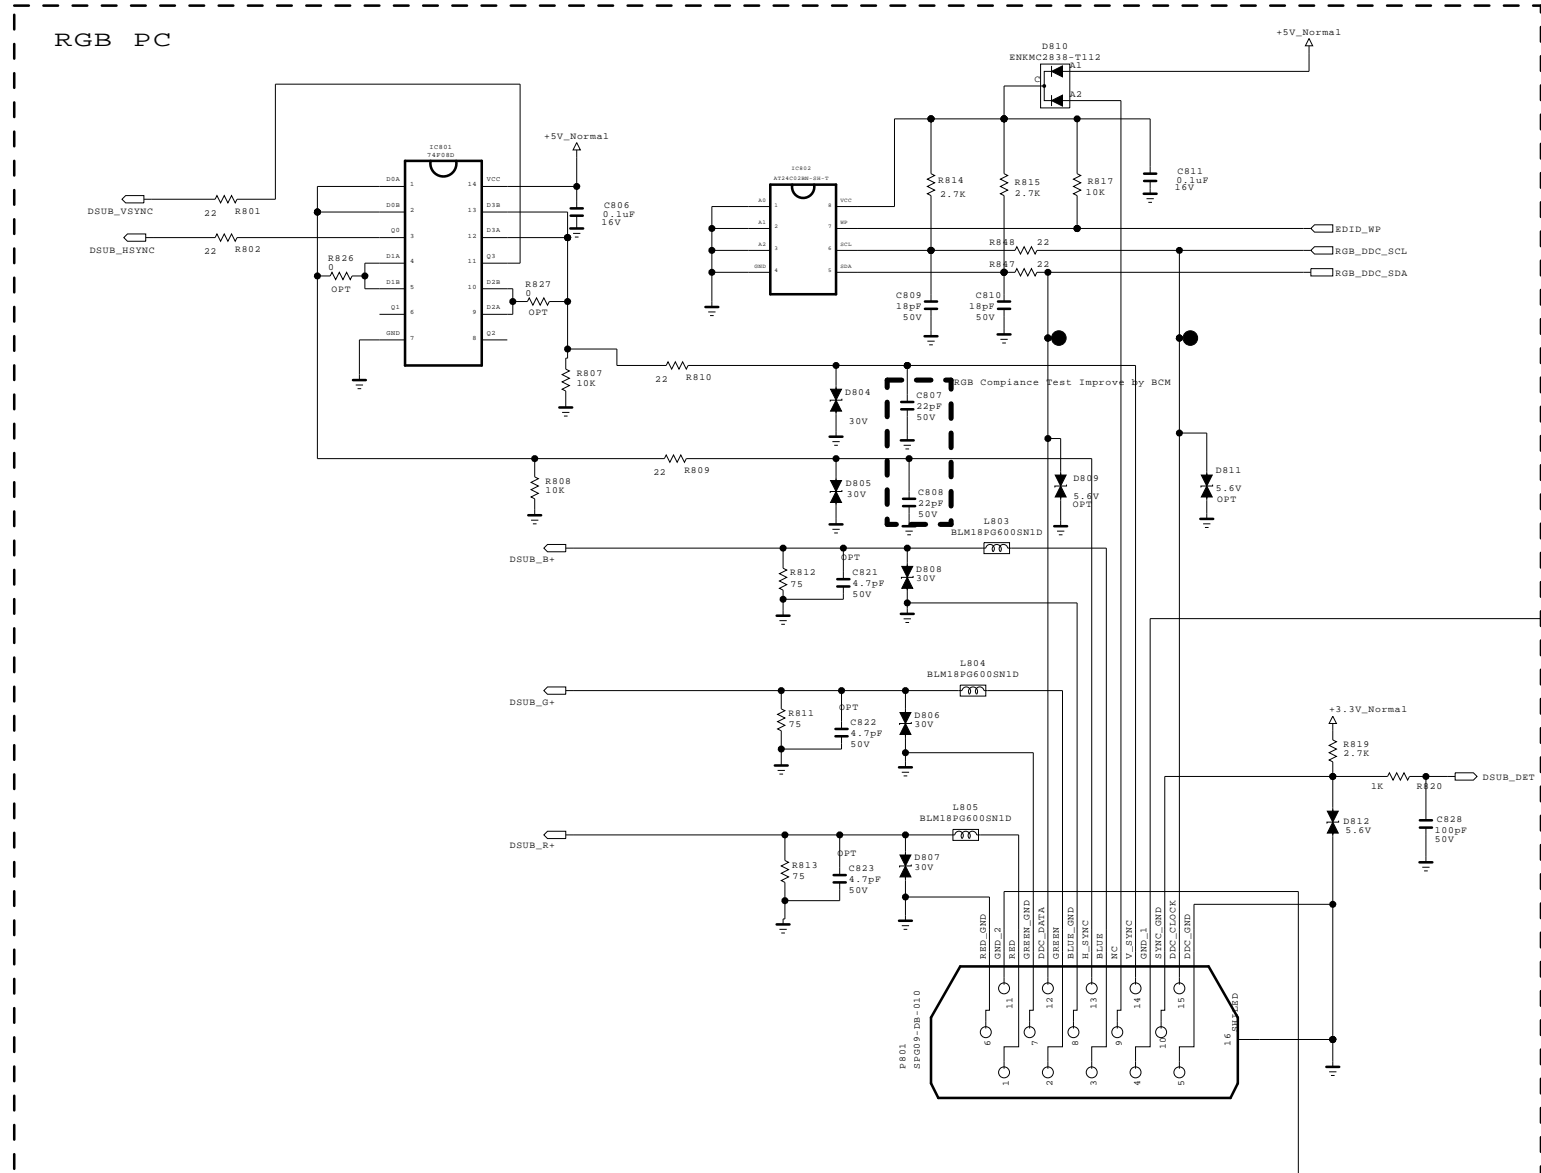 RGB PC
+5V_Normal
D810
ENKMC2838-T112
A1
C
A2
+5V_Normal
IC801
74F08D
D0A 1 14 VCC
D0B 2 13 D3B
Q0 3 12 D3A
D1A 4 11 Q3
D1B 5 10 D2B
Q1 6 9 D2A
GND 7 8 Q2
C806
0.1uF
16V
DSUB_VSYNC
22 R801
DSUB_HSYNC
22 R802
R826
0
OPT
R827
0
OPT
R807
10K
IC802
AT24C02BN-SH-T
A0 1 8 VCC
A1 2 7 WP
A2 3 6 SCL
GND 4 5 SDA
R814
2.7K
R815
2.7K
R817
10K
C811
0.1uF
16V
EDID_WP
R848 22
RGB_DDC_SCL
R847 22
RGB_DDC_SDA
C809
18pF
50V
C810
18pF
50V
22 R810
D804
30V
RGB Compiance Test Improve by BCM
C807
22pF
50V
22 R809
R808
10K
D805
30V
C808
22pF
50V
D809
5.6V
OPT
D811
5.6V
OPT
L803
BLM18PG600SN1D
DSUB_B+
R812
75
OPT
C821
4.7pF
50V
D808
30V
L804
BLM18PG600SN1D
DSUB_G+
R811
75
OPT
C822
4.7pF
50V
D806
30V
+3.3V_Normal
R819
2.7K
1K R820
DSUB_DET
D812
5.6V
C828
100pF
50V
L805
BLM18PG600SN1D
DSUB_R+
R813
75
OPT
C823
4.7pF
50V
D807
30V
RED_GND
GND_2
RED
GREEN_GND
DDC_DATA
GREEN
BLUE_GND
H_SYNC
BLUE
NC
V_SYNC
GND_1
SYNC_GND
DDC_CLOCK
DDC_GND
P801
SPG09-DB-010
11 12 13 14 15
6 7 8 9 10
1 2 3 4 5
16
SHILED